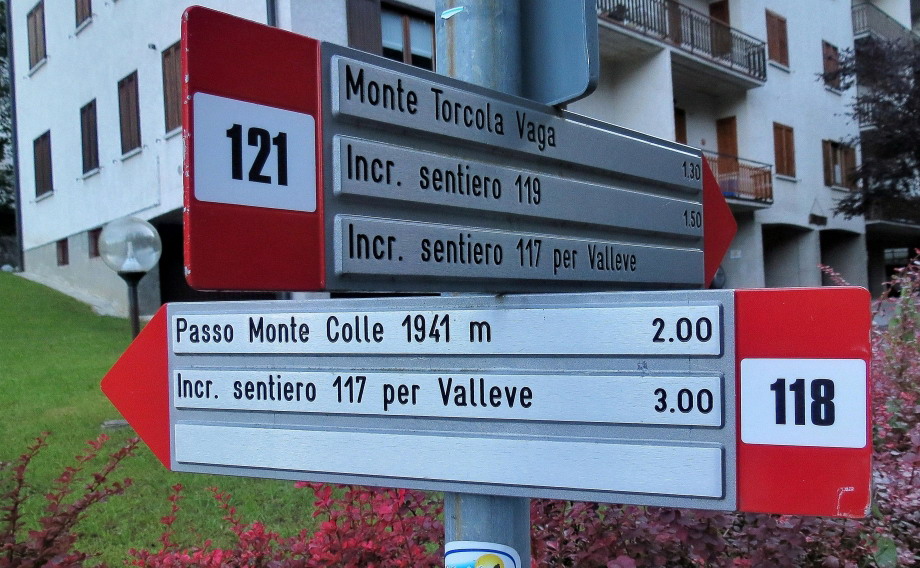 121
Monte Torcola Vaga 1.30
Incr. sentiero 119 1.50
Incr. sentiero 117 per Valleve
Passo Monte Colle 1941 m 2.00
Incr. sentiero 117 per Valleve 3.00
118